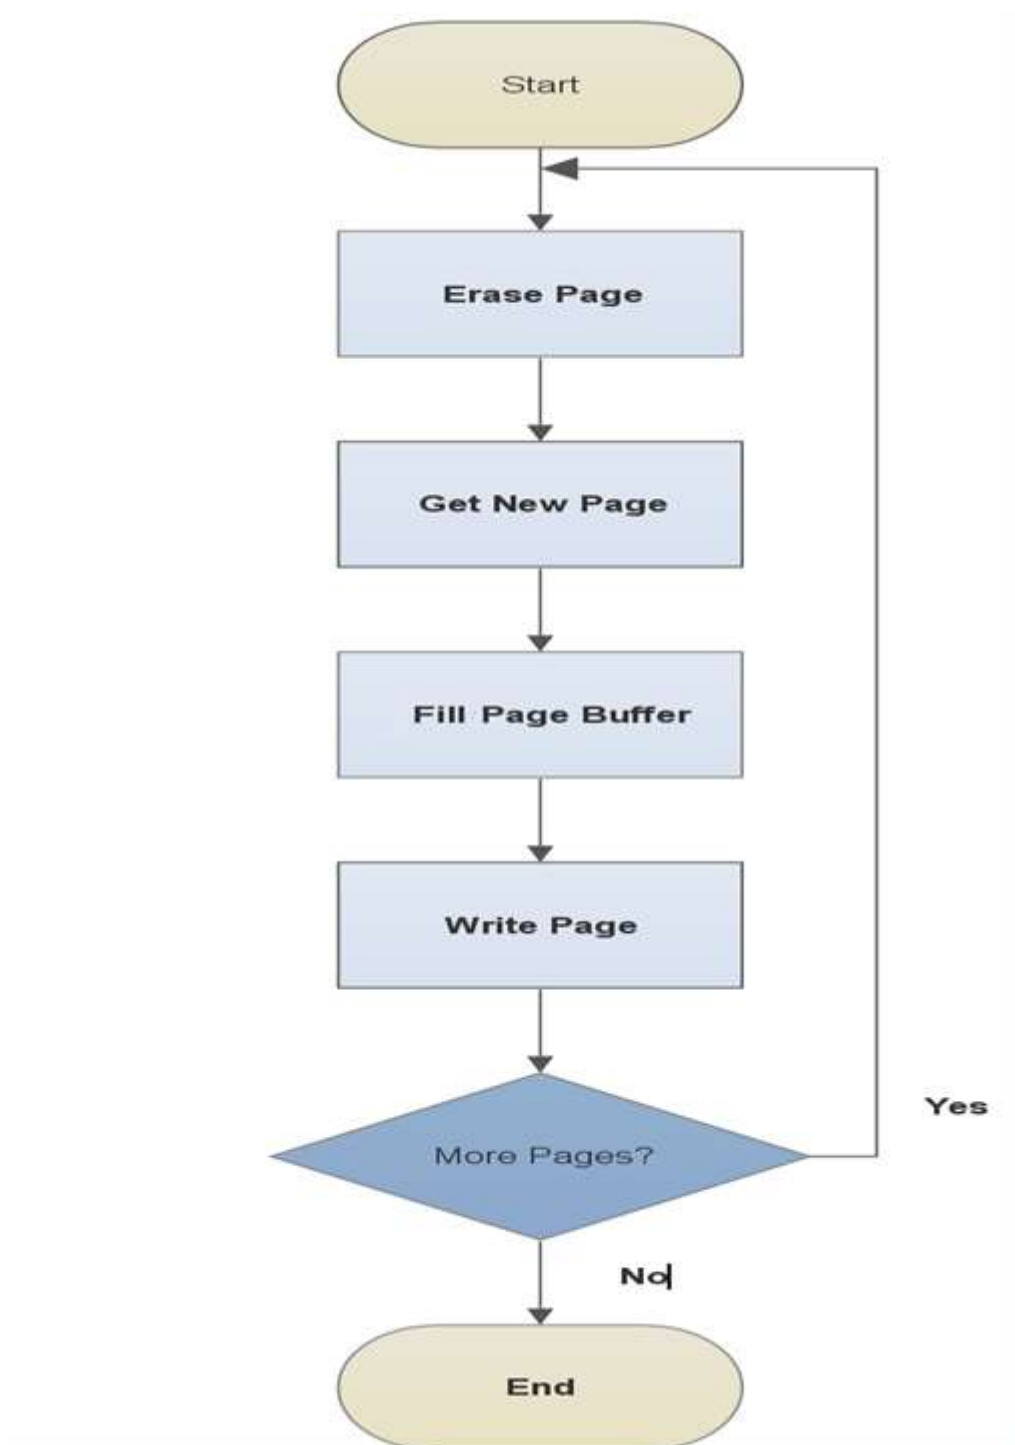 Start
Erase Page
Get New Page
Fill Page Buffer
Write Page
Yes
More Pages?
No
End